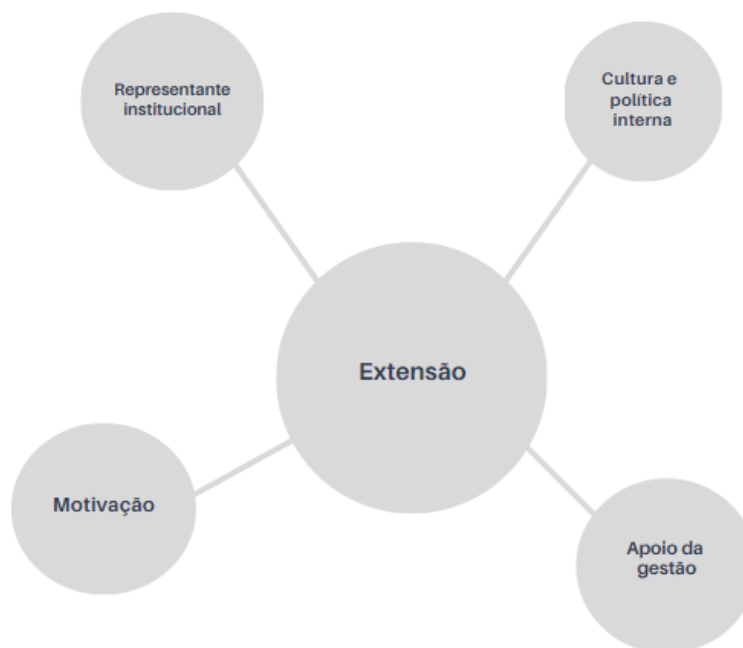 Representante
institucional
Cultura e
política
interna
Extensão
Motivação
Apoio da
gestão